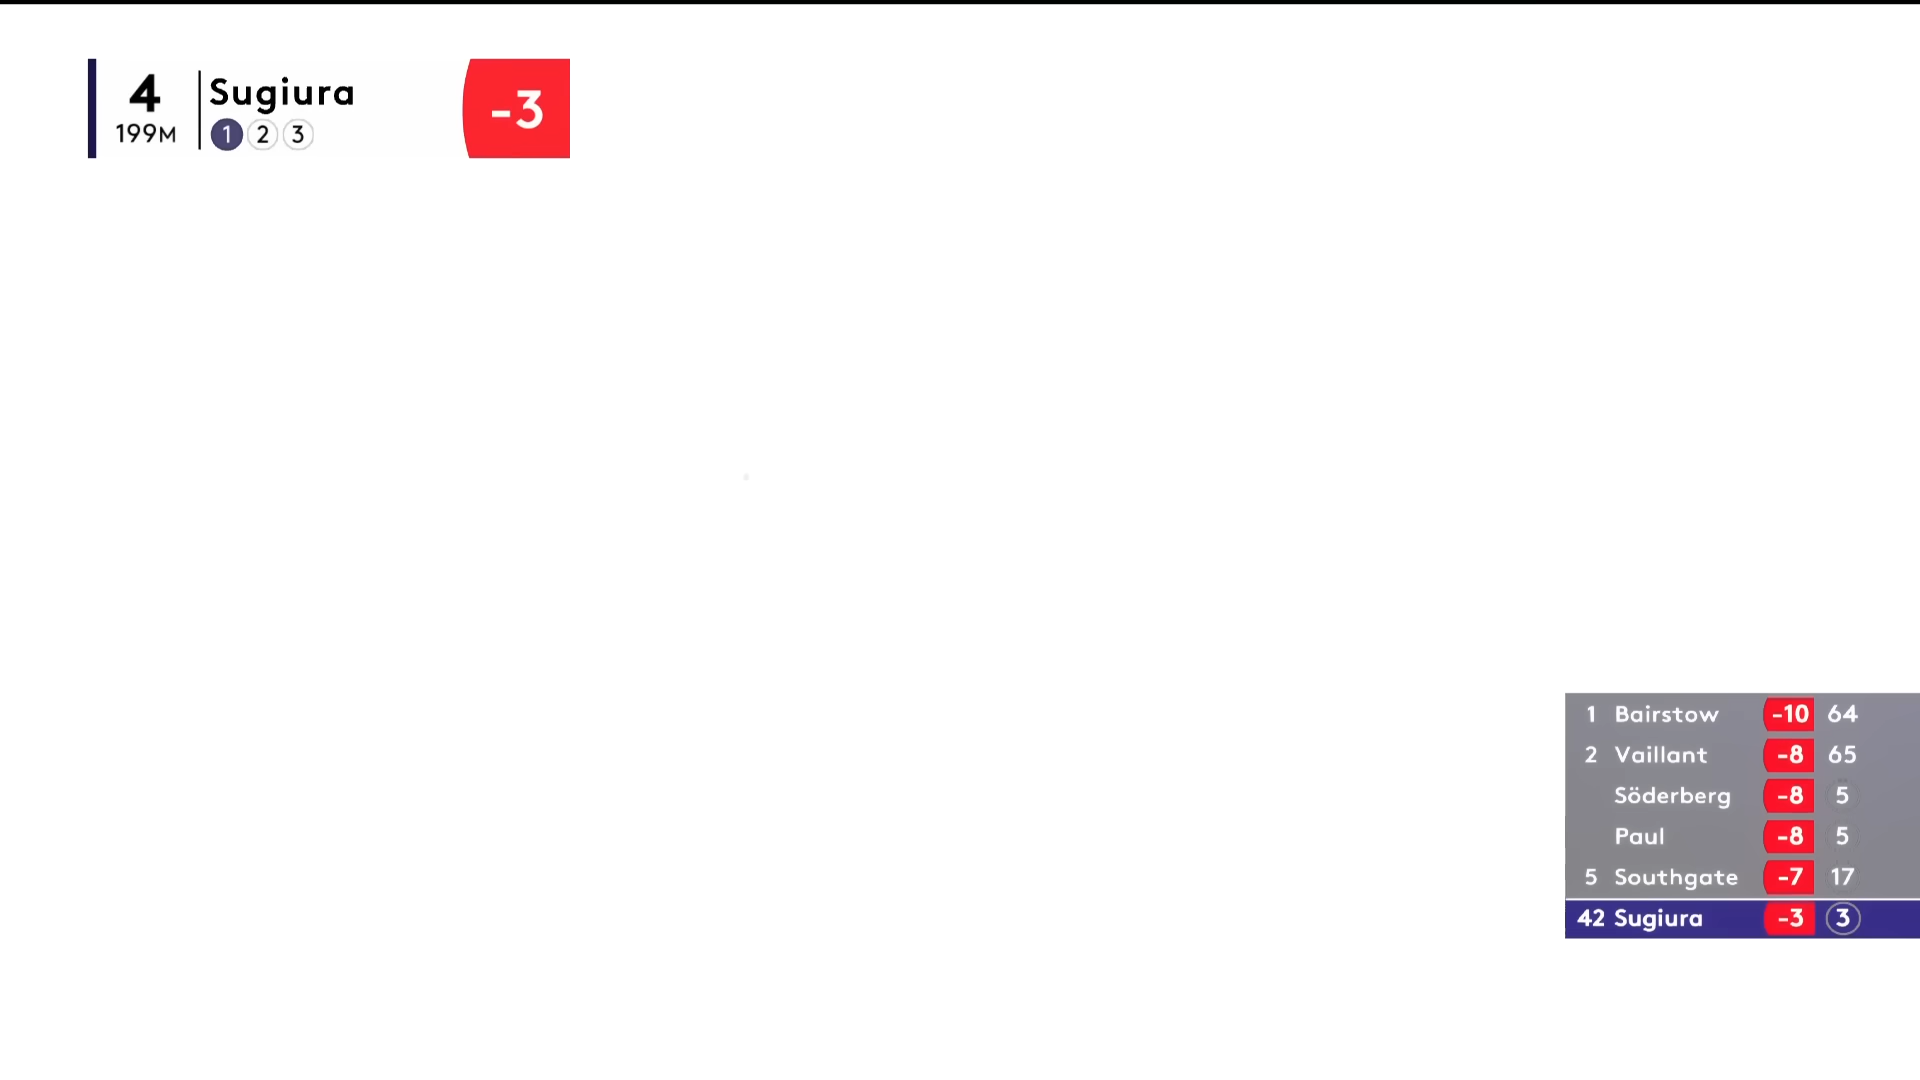 4 Sugiura -3
199M 1 2 3
1 Bairstow -10 64
2 Vaillant -8 65
Söderberg -8 5
Paul -8 5
5 Southgate -7 17
42 Sugiura -3 3